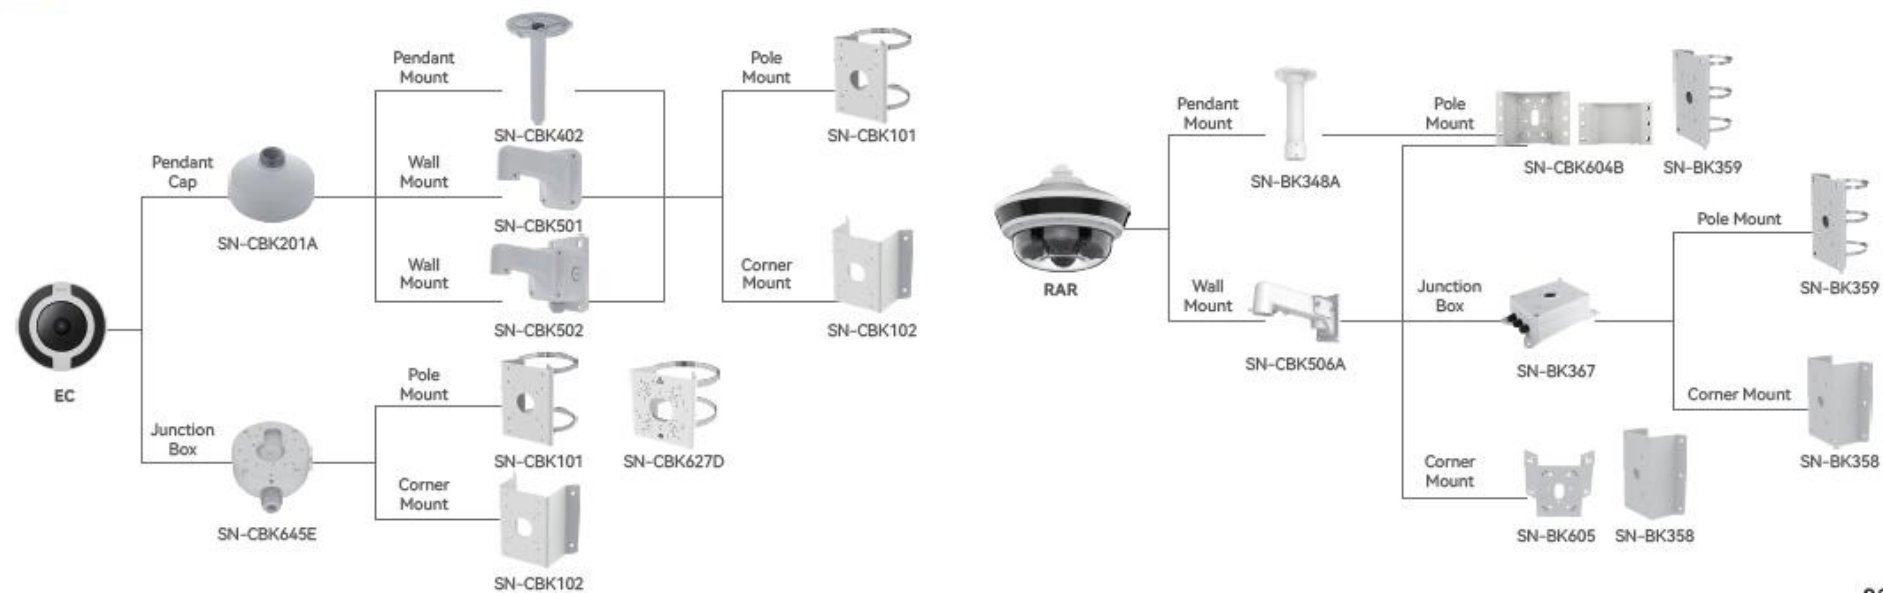 Pendant
Mount
SN-CBK402
Pole
Mount
SN-CBK101
Pendant
Cap
SN-CBK201A
Wall
Mount
SN-CBK501
Wall
Mount
SN-CBK502
Corner
Mount
SN-CBK102
EC
Junction
Box
SN-CBK645E
Pole
Mount
SN-CBK101
SN-CBK627D
Corner
Mount
SN-CBK102
RAR
Pendant
Mount
SN-BK348A
Pole
Mount
SN-CBK604B
SN-BK359
Wall
Mount
SN-CBK506A
Junction
Box
SN-BK367
Pole Mount
SN-BK359
Corner Mount
SN-BK358
Corner
Mount
SN-BK605
SN-BK358